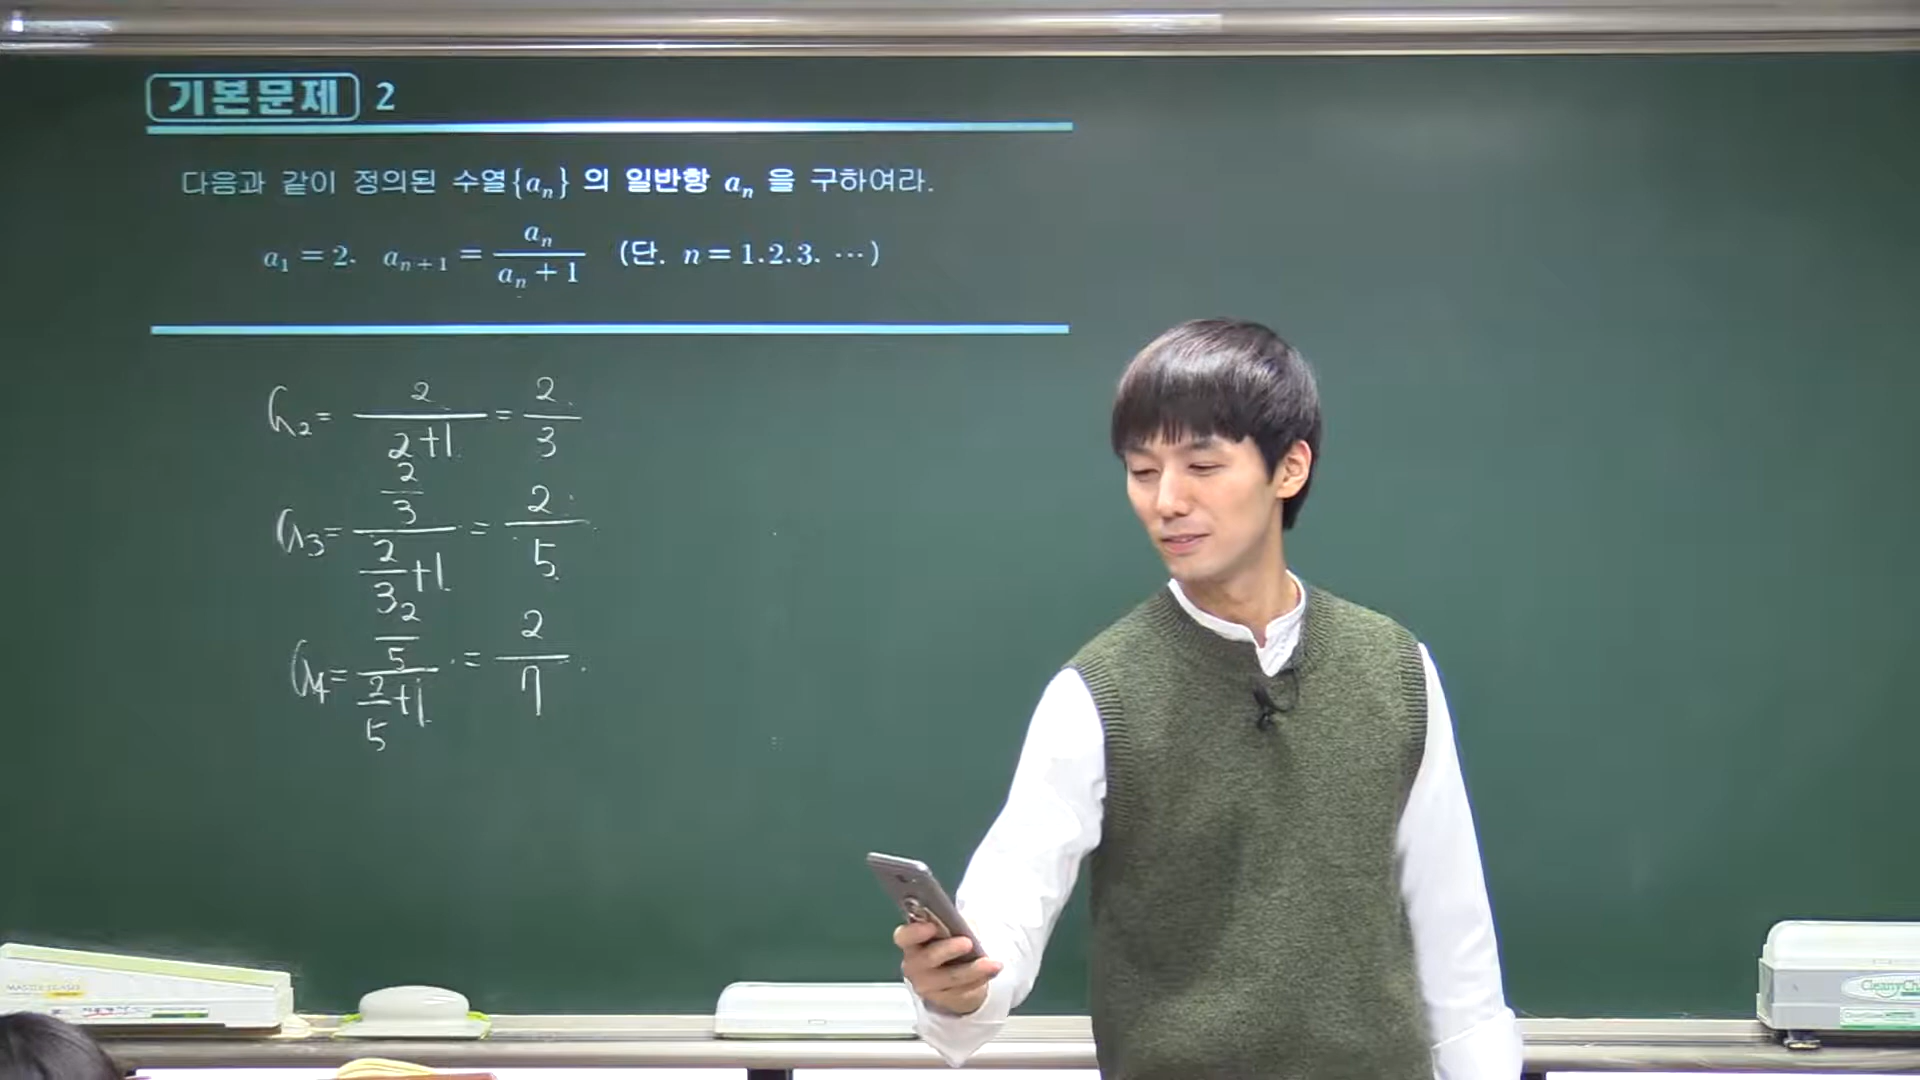 기본문제 2
다음과 같이 정의된 수열 {aₙ} 의 일반항 aₙ 을 구하여라.
a₁ = 2. aₙ₊₁ = aₙ / (aₙ + 1) (단. n = 1.2.3. ⋯)
a₂ = 2 / (2+1) = 2/3
a₃ = (2/3) / (2/3 +1) = 2/5
a₄ = (2/5) / (2/5 +1) = 2/7